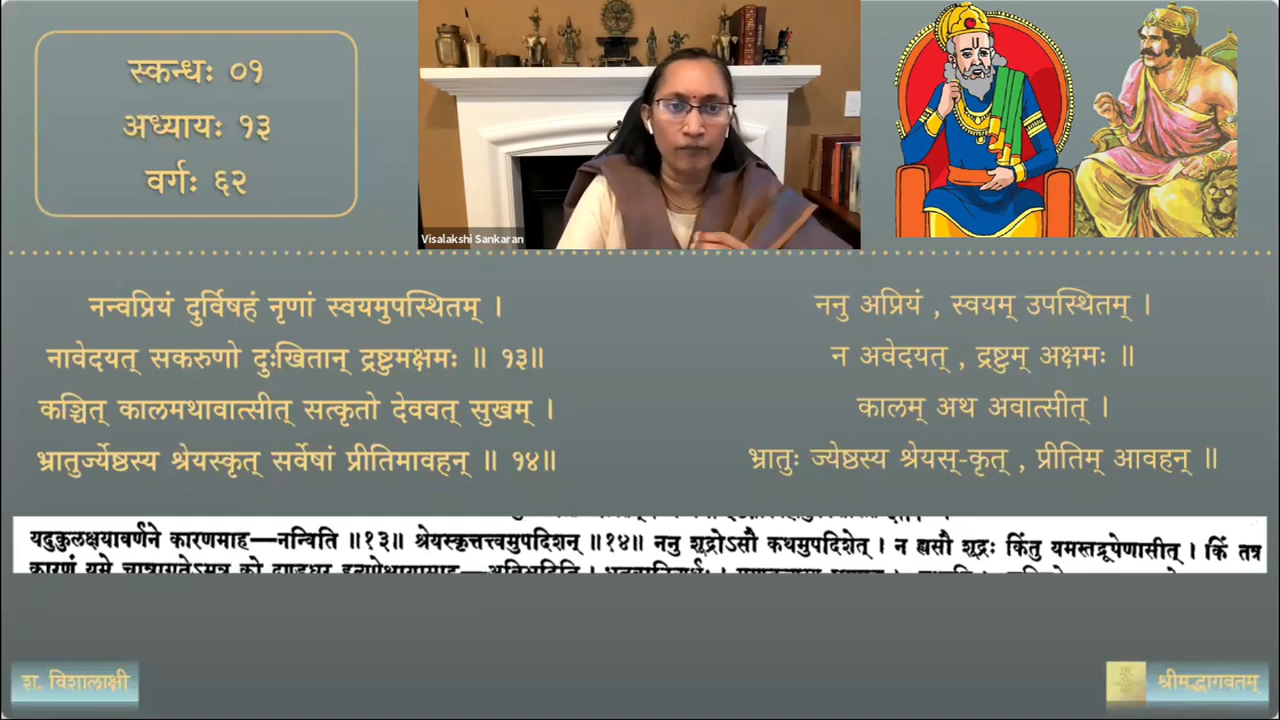 स्कन्धः ०१
अध्यायः १३
वर्गः ६२
Visalakshi Sankaran
नन्वप्रियं दुर्विषहं नृणां स्वयमुपस्थितम् ।
नावेदयत् सकरुणो दुःखितान् द्रष्टुमक्षमः ॥ १३॥
कञ्चित् कालमथावात्सीत् सत्कृतो देववत् सुखम् ।
भ्रातुर्ज्येष्ठस्य श्रेयस्कृत् सर्वेषां प्रीतिमावहन् ॥ १४॥
ननु अप्रियं , स्वयम् उपस्थितम् ।
न अवेदयत् , द्रष्टुम् अक्षमः ॥
कालम् अथ अवात्सीत् ।
भ्रातुः ज्येष्ठस्य श्रेयस्-कृत् , प्रीतिम् आवहन् ॥
यदुकुलक्षयावर्णने कारणमाह—नन्विति ॥१३॥ श्रेयस्कृत्तत्त्वमुपदिशन् ॥१४॥ ननु शूद्रोऽसौ कथमुपदिशेत् । न ह्यसौ शूद्रः किंतु यमस्तद्रूपेणासीत् । किं तत्र
श. विशालाक्षी
श्रीमद्भागवतम्